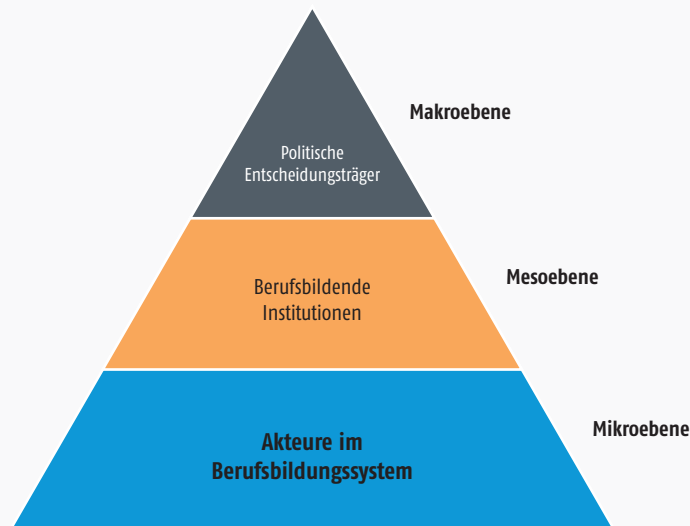 Makroebene
Politische
Entscheidungsträger
Mesoebene
Berufsbildende
Institutionen
Mikroebene
Akteure im
Berufsbildungssystem